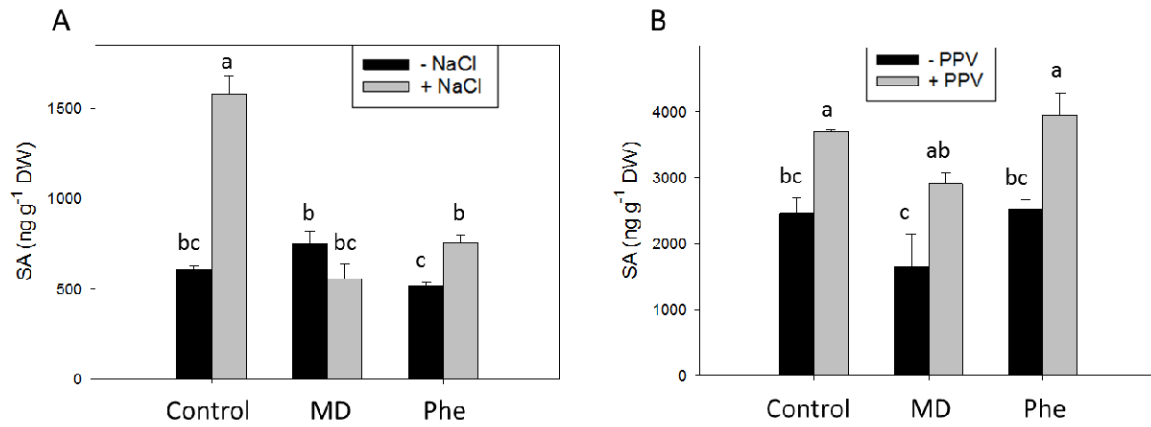 A
- NaCl
+ NaCl
SA (ng g⁻¹ DW)
1500
1000
500
0
a
bc
b
bc
c
b
Control MD Phe
B
- PPV
+ PPV
SA (ng g⁻¹ DW)
4000
3000
2000
1000
0
bc
a
c
ab
bc
a
Control MD Phe